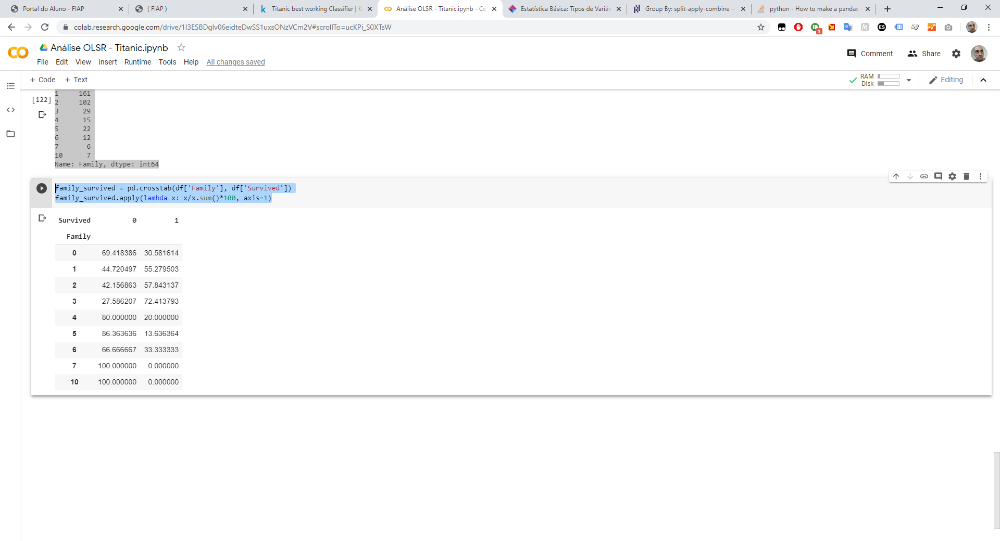 Portal do Aluno - FIAP
( FIAP )
Titanic best working Classifier | K
Análise OLSR - Titanic.ipynb - Co
Estatística Básica: Tipos de Variáv
Group By: split-apply-combine —
python - How to make a pandas
colab.research.google.com/drive/1I3ESBDglv06eidteDwSS1uxsONzVCm2V#scrollTo=ucKPi_S0XTsW
1
ES
Análise OLSR - Titanic.ipynb
Comment
Share
File Edit View Insert Runtime Tools Help All changes saved
+ Code + Text
RAM
Disk
Editing
[122]
1 161
2 102
3 29
4 15
5 22
6 12
7 6
10 7
Name: Family, dtype: int64
family_survived = pd.crosstab(df['Family'], df['Survived'])
family_survived.apply(lambda x: x/x.sum()*100, axis=1)
Survived 0 1
Family
0 69.418386 30.581614
1 44.720497 55.279503
2 42.156863 57.843137
3 27.586207 72.413793
4 80.000000 20.000000
5 86.363636 13.636364
6 66.666667 33.333333
7 100.000000 0.000000
10 100.000000 0.000000